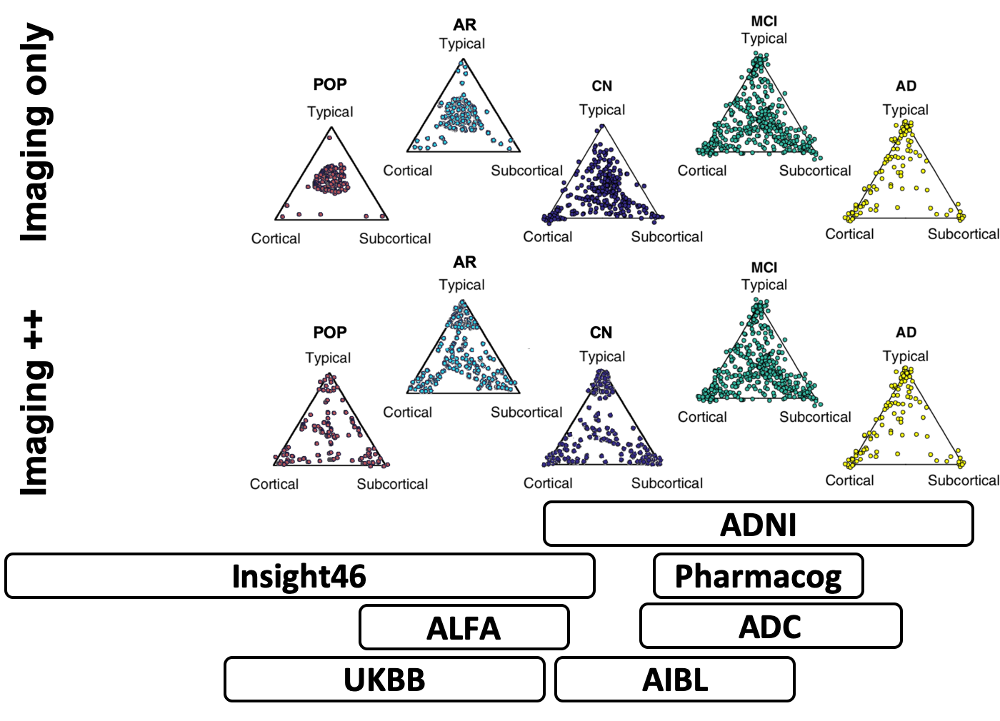 Imaging only
POP
Typical
Cortical
Subcortical
AR
Typical
Cortical
Subcortical
CN
Typical
Cortical
Subcortical
MCI
Typical
Cortical
Subcortical
AD
Typical
Cortical
Subcortical
Imaging ++
POP
Typical
Cortical
Subcortical
AR
Typical
Cortical
Subcortical
CN
Typical
Cortical
Subcortical
MCI
Typical
Cortical
Subcortical
AD
Typical
Cortical
Subcortical
ADNI
Insight46
Pharmacog
ALFA
ADC
UKBB
AIBL